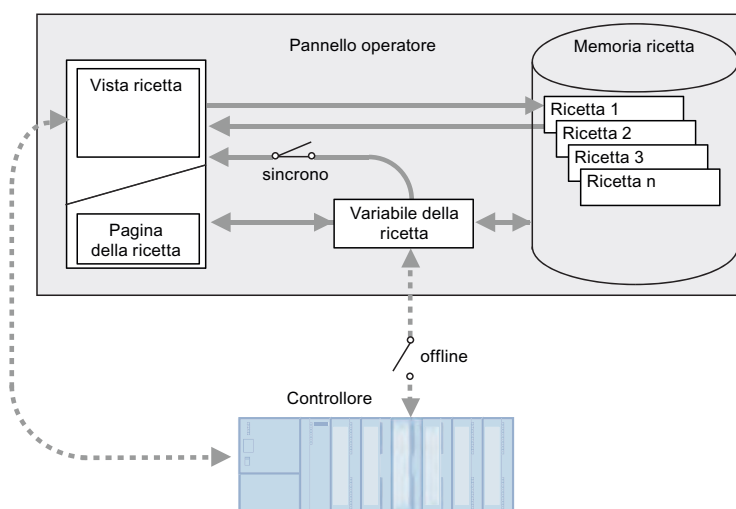 Pannello operatore
Memoria ricetta
Vista ricetta
Ricetta 1
Ricetta 2
Ricetta 3
Ricetta n
sincrono
Variabile della
ricetta
Pagina
della ricetta
offline
Controllore